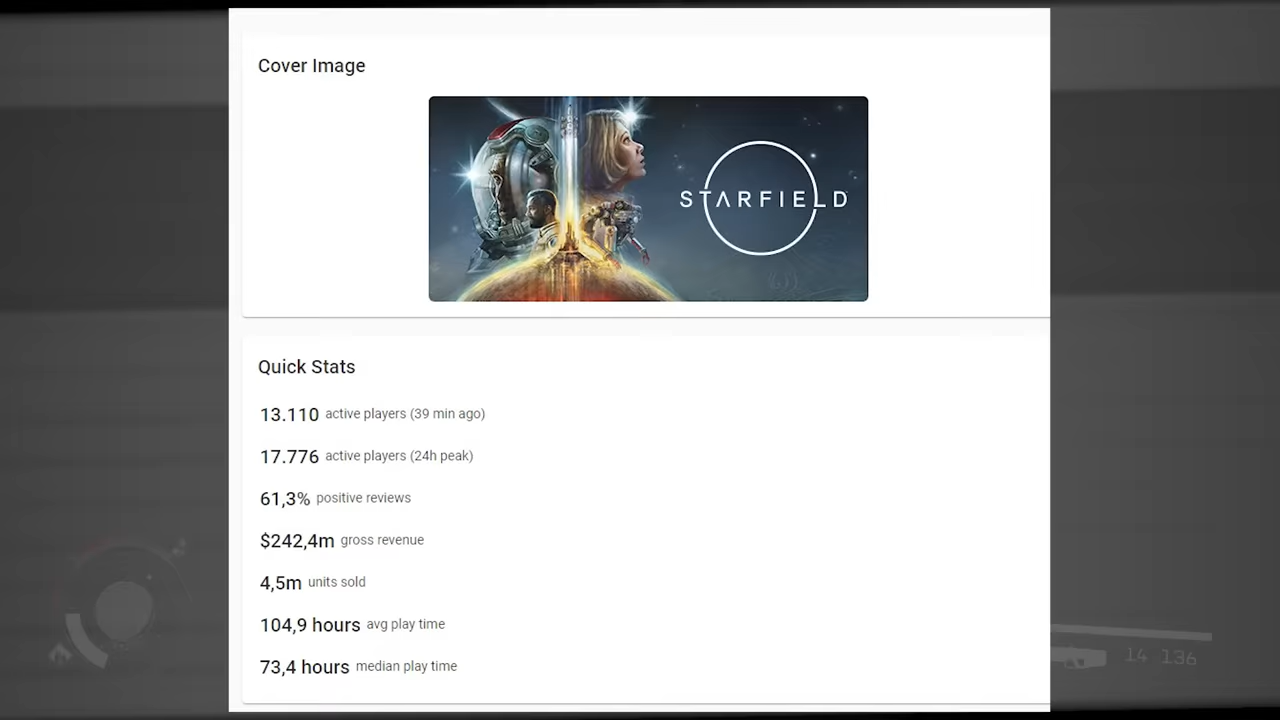 Cover Image
STARFIELD
Quick Stats
13.110 active players (39 min ago)
17.776 active players (24h peak)
61,3% positive reviews
$242,4m gross revenue
4,5m units sold
104,9 hours avg play time
73,4 hours median play time
14 136